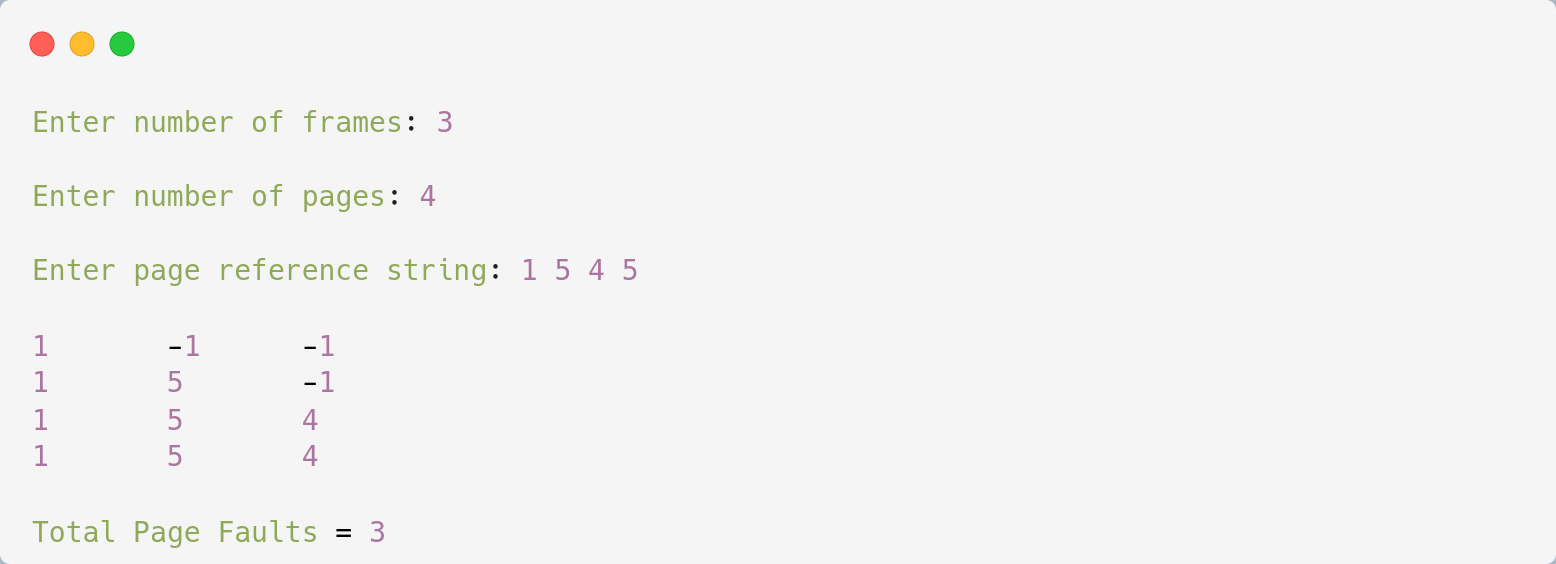 Enter number of frames: 3
Enter number of pages: 4
Enter page reference string: 1 5 4 5
1 -1 -1
1 5 -1
1 5 4
1 5 4
Total Page Faults = 3